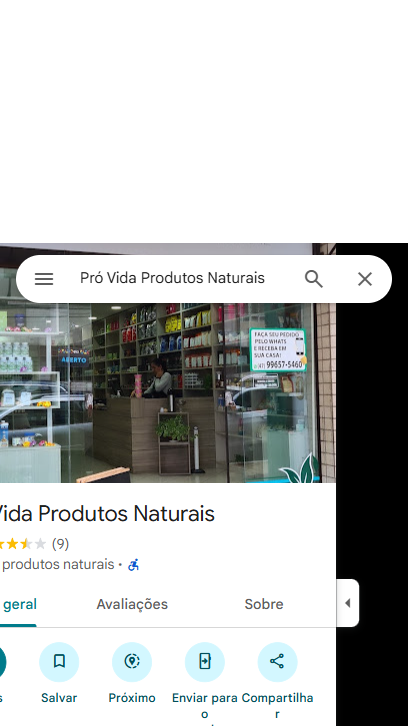 Pró Vida Produtos Naturais
FAÇA SEU PEDIDO
PELO WHATS
E RECEBA EM
SUA CASA!
(47) 99657-5460
ABERTO
Vida Produtos Naturais
(9)
produtos naturais ·
geral Avaliações Sobre
s Salvar Próximo Enviar para o Compartilhar